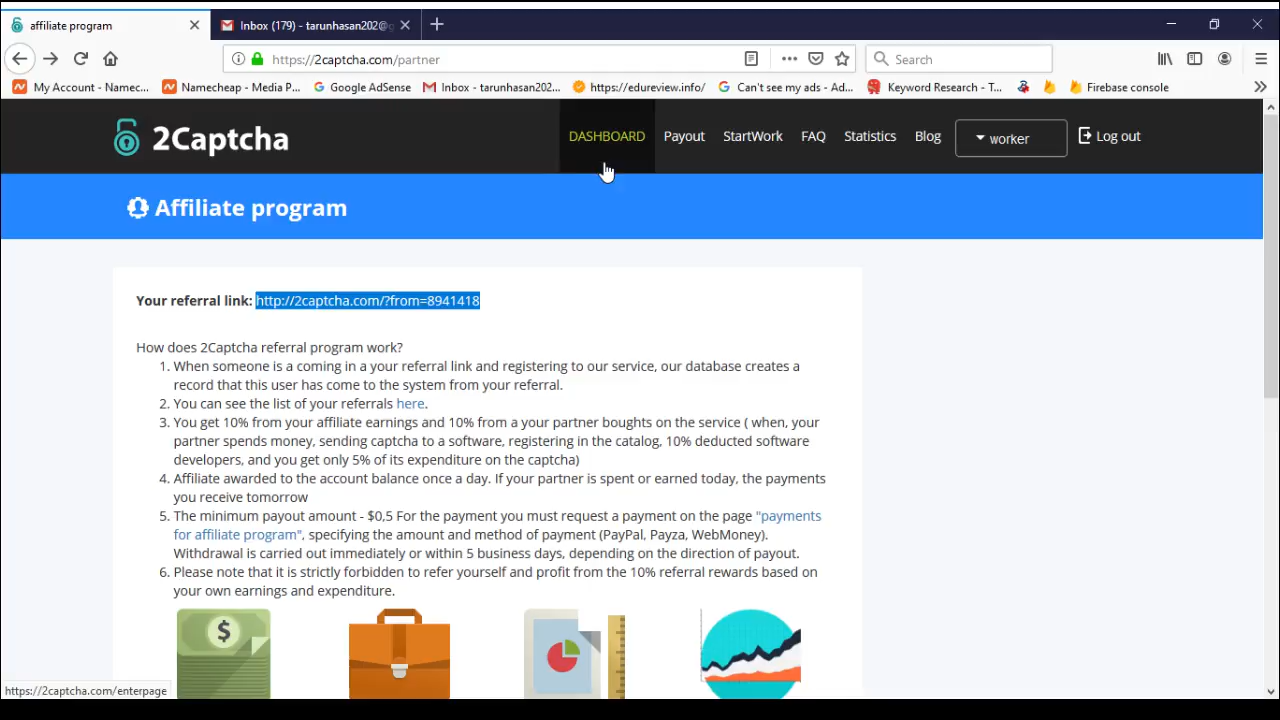 affiliate program
Inbox (179) - tarunhasan202@g
https://2captcha.com/partner
Search
My Account - Namec...
Namecheap - Media P...
Google AdSense
Inbox - tarunhasan202...
https://edureview.info/
Can't see my ads - Ad...
Keyword Research - T...
Firebase console
2Captcha
DASHBOARD
Payout
StartWork
FAQ
Statistics
Blog
worker
Log out
Affiliate program
Your referral link: http://2captcha.com/?from=8941418
How does 2Captcha referral program work?
1. When someone is a coming in a your referral link and registering to our service, our database creates a
record that this user has come to the system from your referral.
2. You can see the list of your referrals here.
3. You get 10% from your affiliate earnings and 10% from a your partner boughts on the service ( when, your
partner spends money, sending captcha to a software, registering in the catalog, 10% deducted software
developers, and you get only 5% of its expenditure on the captcha)
4. Affiliate awarded to the account balance once a day. If your partner is spent or earned today, the payments
you receive tomorrow
5. The minimum payout amount - $0,5 For the payment you must request a payment on the page "payments
for affiliate program", specifying the amount and method of payment (PayPal, Payza, WebMoney).
Withdrawal is carried out immediately or within 5 business days, depending on the direction of payout.
6. Please note that it is strictly forbidden to refer yourself and profit from the 10% referral rewards based on
your own earnings and expenditure.
$
https://2captcha.com/enterpage